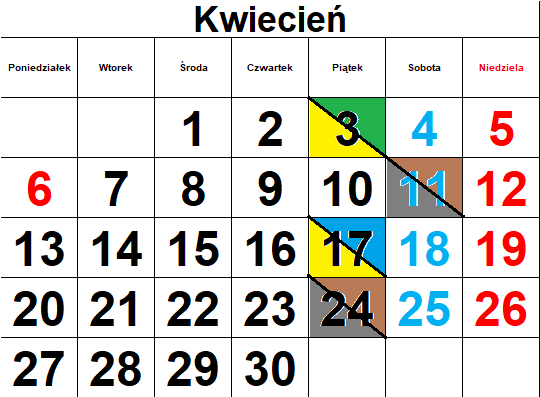 Kwiecień
Poniedziałek Wtorek Środa Czwartek Piątek Sobota Niedziela
1 2 3 4 5
6 7 8 9 10 11 12
13 14 15 16 17 18 19
20 21 22 23 24 25 26
27 28 29 30